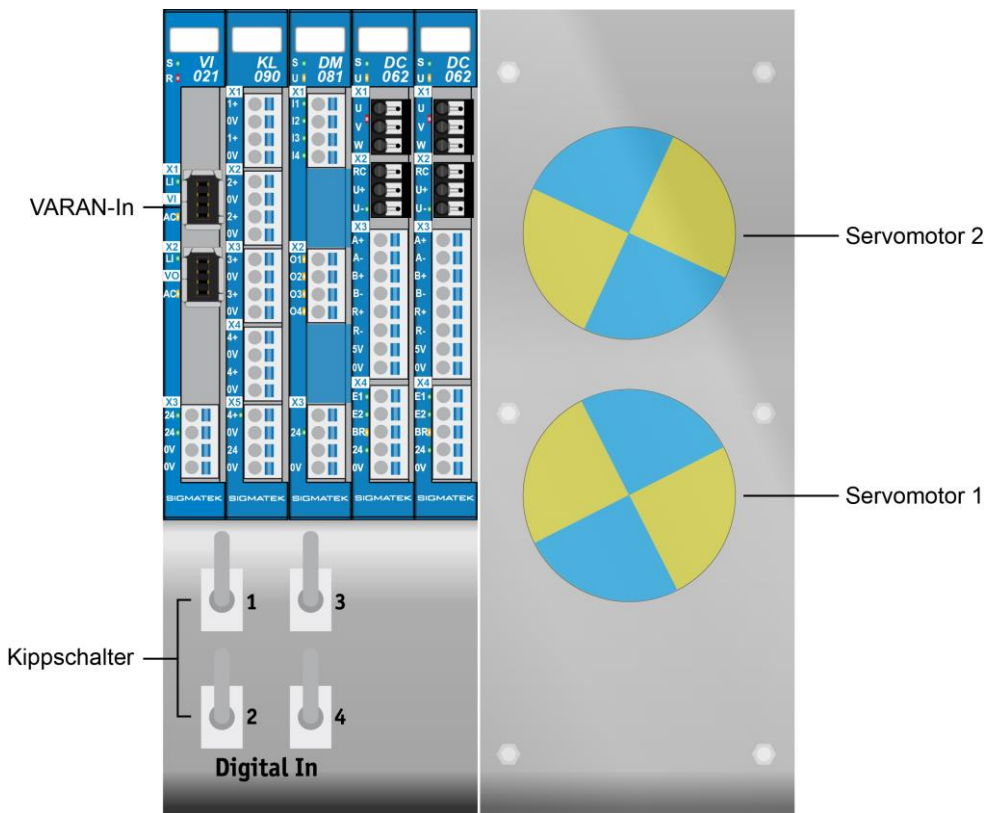 VI
021
S
R
X1
LI
VI
AC
X2
LI
VO
AC
X3
24
24
0V
0V
SIGMATEK
KL
090
X1
1+
0V
1+
0V
X2
2+
0V
2+
0V
X3
3+
0V
3+
0V
X4
4+
0V
4+
0V
X5
4+
0V
24
0V
SIGMATEK
DM
081
S
U
X1
I1
I2
I3
I4
X2
O1
O2
O3
O4
X3
24
0V
SIGMATEK
DC
062
S
U
X1
U
V
W
X2
RC
U+
U-
X3
A+
A-
B+
B-
R+
R-
5V
0V
X4
E1
E2
BR
24
0V
SIGMATEK
DC
062
S
U
X1
U
V
W
X2
RC
U+
U-
X3
A+
A-
B+
B-
R+
R-
5V
0V
X4
E1
E2
BR
24
0V
SIGMATEK
VARAN-In
Servomotor 2
Servomotor 1
Kippschalter
1
3
2
4
Digital In